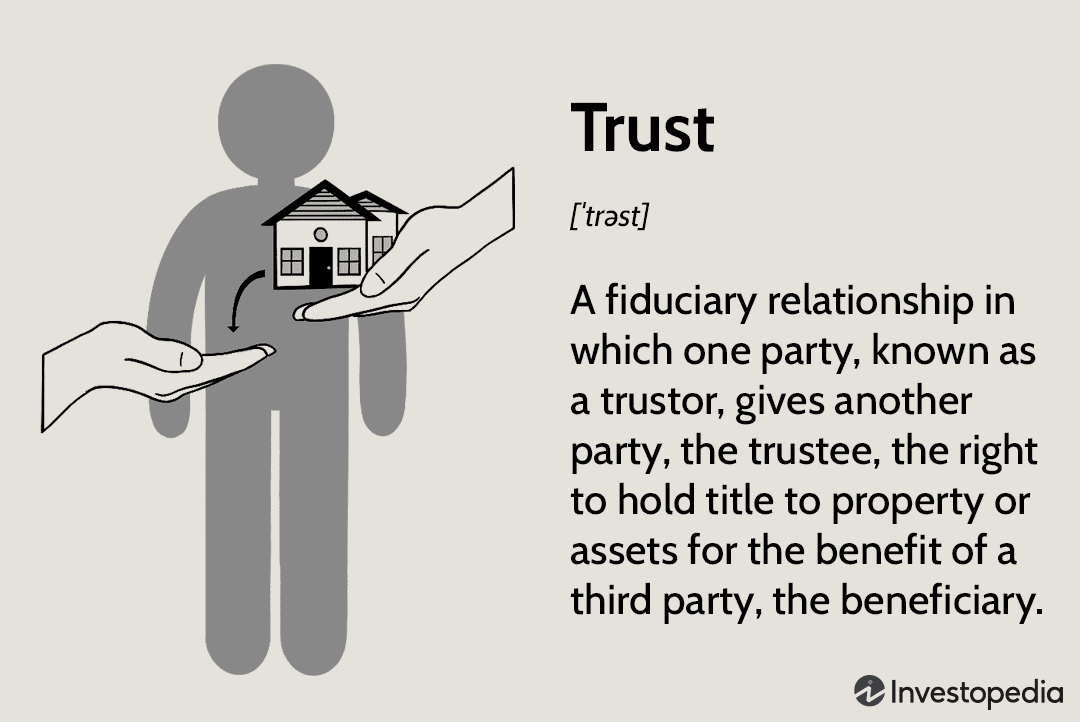 Trust
[ˈtrəst]
A fiduciary relationship in
which one party, known as
a trustor, gives another
party, the trustee, the right
to hold title to property or
assets for the benefit of a
third party, the beneficiary.
Investopedia